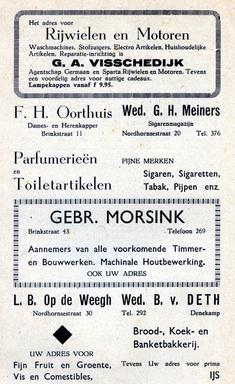 Het adres voor
Rijwielen en Motoren
Waschmachines, Stofzuigers, Electro Artikelen, Huishoudelijke
Artikelen, Reparatie-inrichting is
G. A. VISSCHEDIJK
Agentschap Germaan en Sparta Rijwielen en Motoren. Tevens
een voordelig adres voor nuttige cadeaux.
Lampekappen vanaf f 9.95.
F. H. Oorthuis
Dames- en Herenkapper
Brinkstraat 11
Wed. G. H. Meiners
Sigarenmagazijn
Nordhornsestraat 20 Tel. 376
Parfumerieën
en
Toiletartikelen
FIJNE MERKEN
Sigaren, Sigaretten,
Tabak, Pijpen enz.
GEBR. MORSINK
Brinkstraat 43 Telefoon 269
Aannemers van alle voorkomende Timmer-
en Bouwwerken. Machinale Houtbewerking.
OOK UW ADRES
L. B. Op de Weegh
Nordhornsestraat 30
Wed. B. v. DETH
Tel. 292 Denekamp
UW ADRES VOOR
Fijn Fruit en Groente,
Vis en Comestibles,
Brood-, Koek- en
Banketbakkerij.
Tevens Uw adres voor prima
IJS